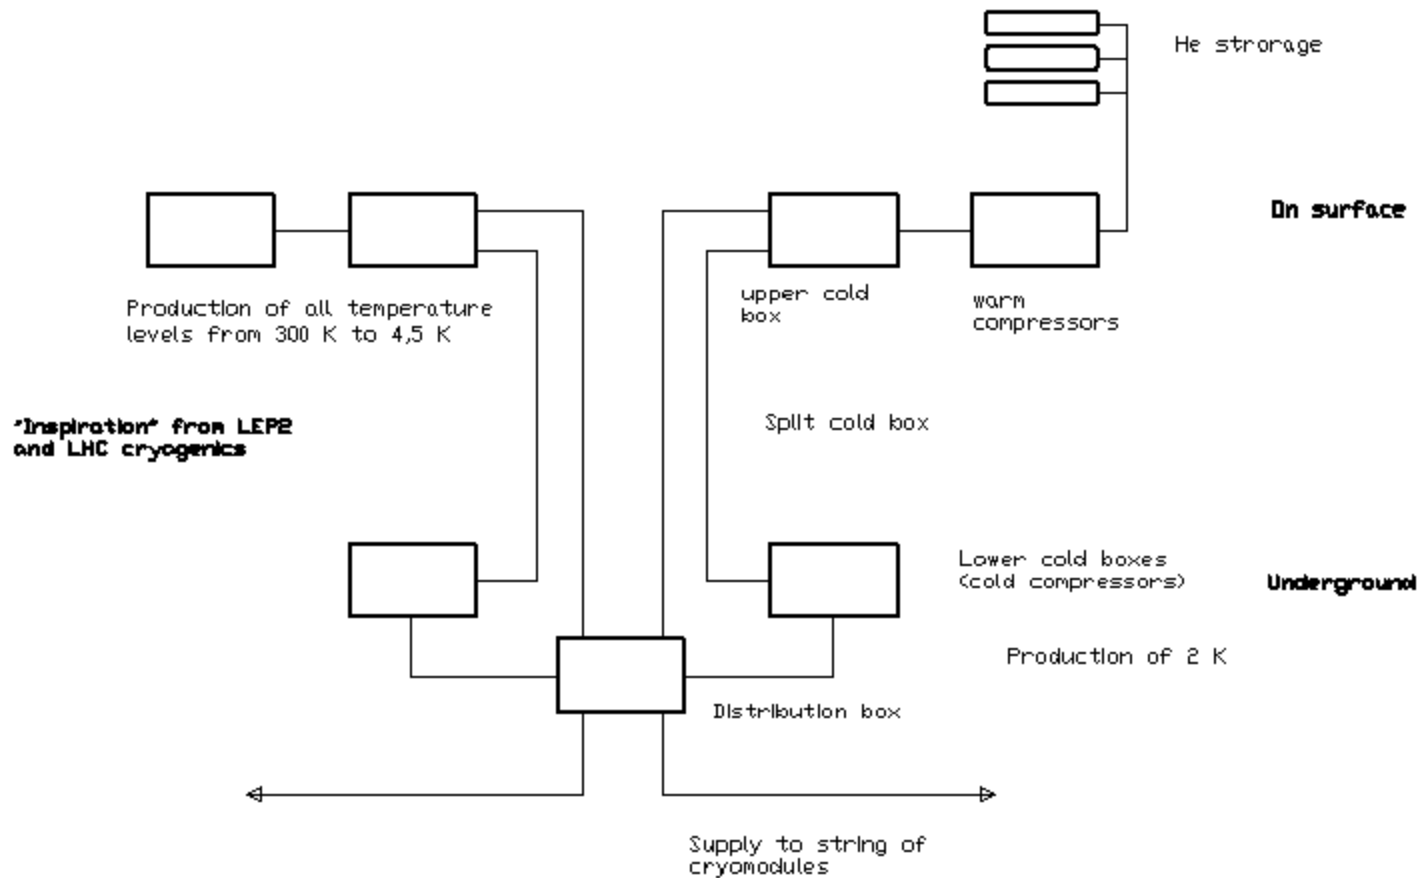 He strorage
On surface
upper cold
box
warm
compressors
Production of all temperature
levels from 300 K to 4,5 K
"Inspiration" from LEP2
and LHC cryogenics
Split cold box
Lower cold boxes
(cold compressors)
Underground
Production of 2 K
Distribution box
Supply to string of
cryomodules